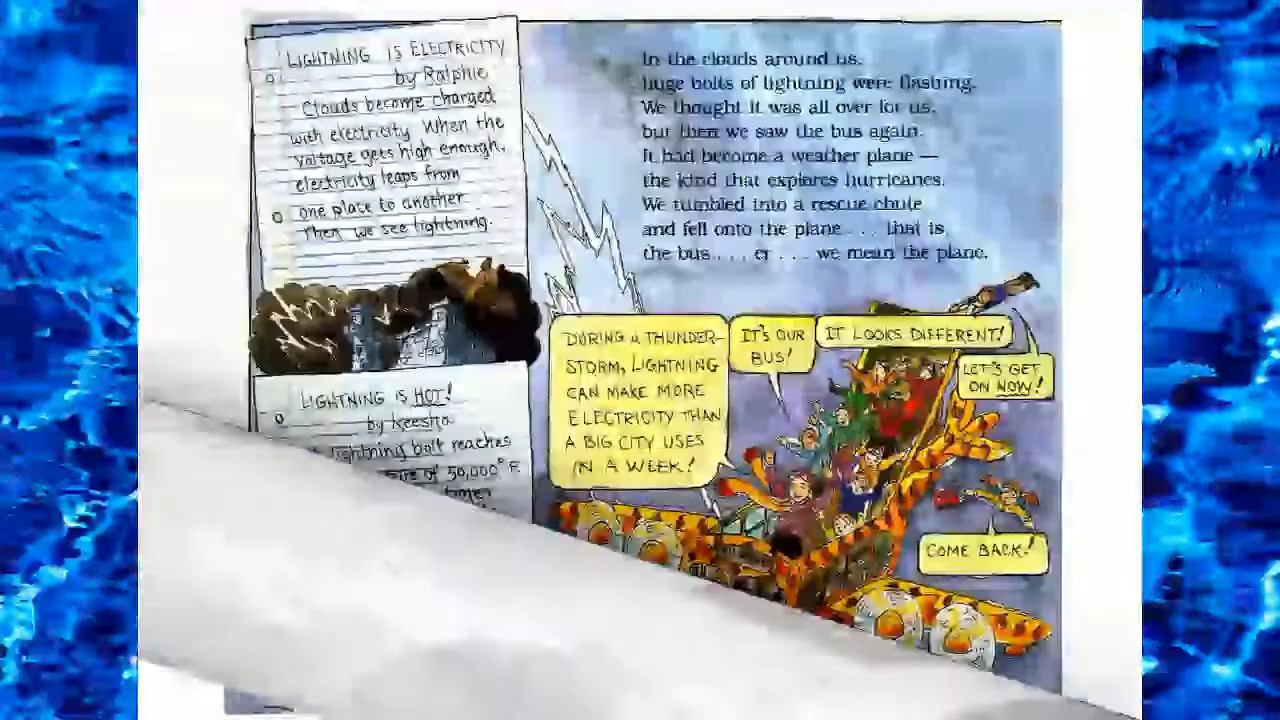 LIGHTNING IS ELECTRICITY
by Ralphie
Clouds become charged
with electricity. When the
voltage gets high enough,
electricity leaps from
one place to another.
Then we see lightning.
LIGHTNING IS HOT!
by Keesha
lightning bolt reaches
of 50,000° F.
In the clouds around us,
huge bolts of lightning were flashing.
We thought it was all over for us,
but then we saw the bus again.
It had become a weather plane —
the kind that explores hurricanes.
We tumbled into a rescue chute
and fell onto the plane . . . that is,
the bus . . . er . . . we mean the plane.
DURING A THUNDER-
STORM, LIGHTNING
CAN MAKE MORE
ELECTRICITY THAN
A BIG CITY USES
IN A WEEK!
IT'S OUR
BUS!
IT LOOKS DIFFERENT!
LET'S GET
ON NOW!
COME BACK!